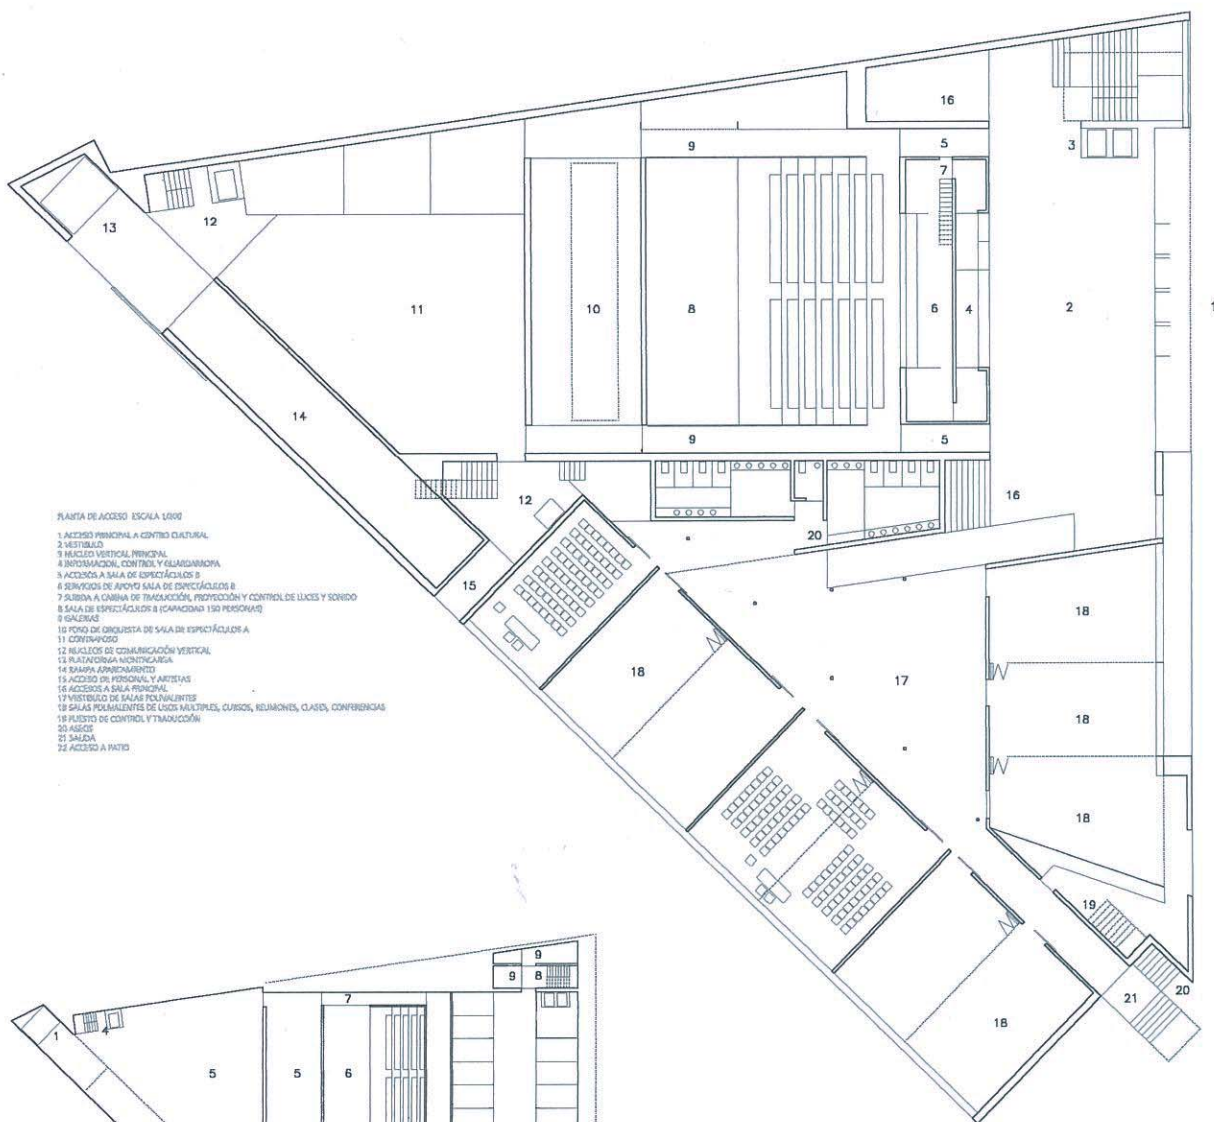 PLANTA DE ACCESO ESCALA 1/300
1 ACCESO PRINCIPAL A CENTRO CULTURAL
2 VESTIBULO
3 NUCLEO VERTICAL PRINCIPAL
4 INFORMACION, CONTROL Y GUARDARROPA
5 ACCESOS A SALA DE ESPECTÁCULOS B
6 SERVICIOS DE APOYO SALA DE ESPECTÁCULOS B
7 SUBIDA A CABINA DE TRADUCCIÓN, PROYECCIÓN Y CONTROL DE LUCES Y SONIDO
8 SALA DE ESPECTÁCULOS B (CAPACIDAD 150 PERSONAS)
9 GALERIAS
10 FOSO DE ORQUESTA DE SALA DE ESPECTÁCULOS A
11 CONTRAFOSO
12 NUCLEOS DE COMUNICACIÓN VERTICAL
13 PLATAFORMA MONTACARGA
14 RAMPA APARCAMIENTO
15 ACCESO DE PERSONAL Y ARTISTAS
16 ACCESOS A SALA PRINCIPAL
17 VESTIBULO DE SALAS POLIVALENTES
18 SALAS POLIVALENTES DE USOS MULTIPLES, CURSOS, REUNIONES, CLASES, CONFERENCIAS
19 PUESTO DE CONTROL Y TRADUCCIÓN
20 ASEOS
21 SALIDA
22 ACCESO A PATIO
16
3
9
5
7
13
12
11
10
8
6
4
2
1
14
9
5
12
16
20
15
18
18
17
18
18
19
18
21
20
9
9
8
7
1
4
5
5
6